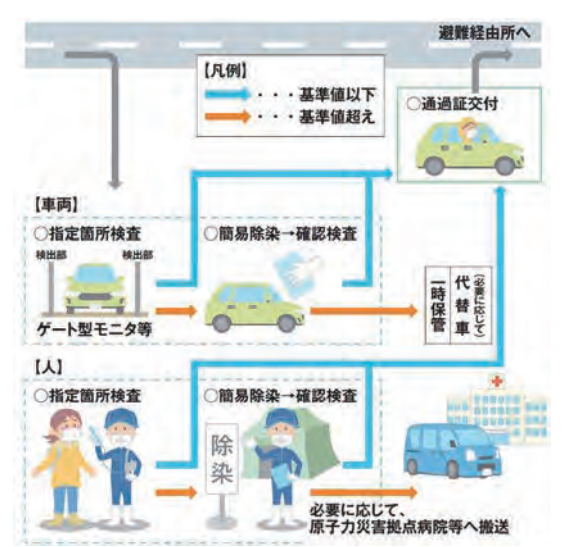 避難経由所へ
【凡例】
・・・基準値以下
・・・基準値超え
○通過証交付
【車両】
○指定箇所検査
検出部 検出部
ゲート型モニタ等
○簡易除染→確認検査
一時保管
代替車
(必要に応じて)
【人】
○指定箇所検査
○簡易除染→確認検査
除染
必要に応じて、
原子力災害拠点病院等へ搬送